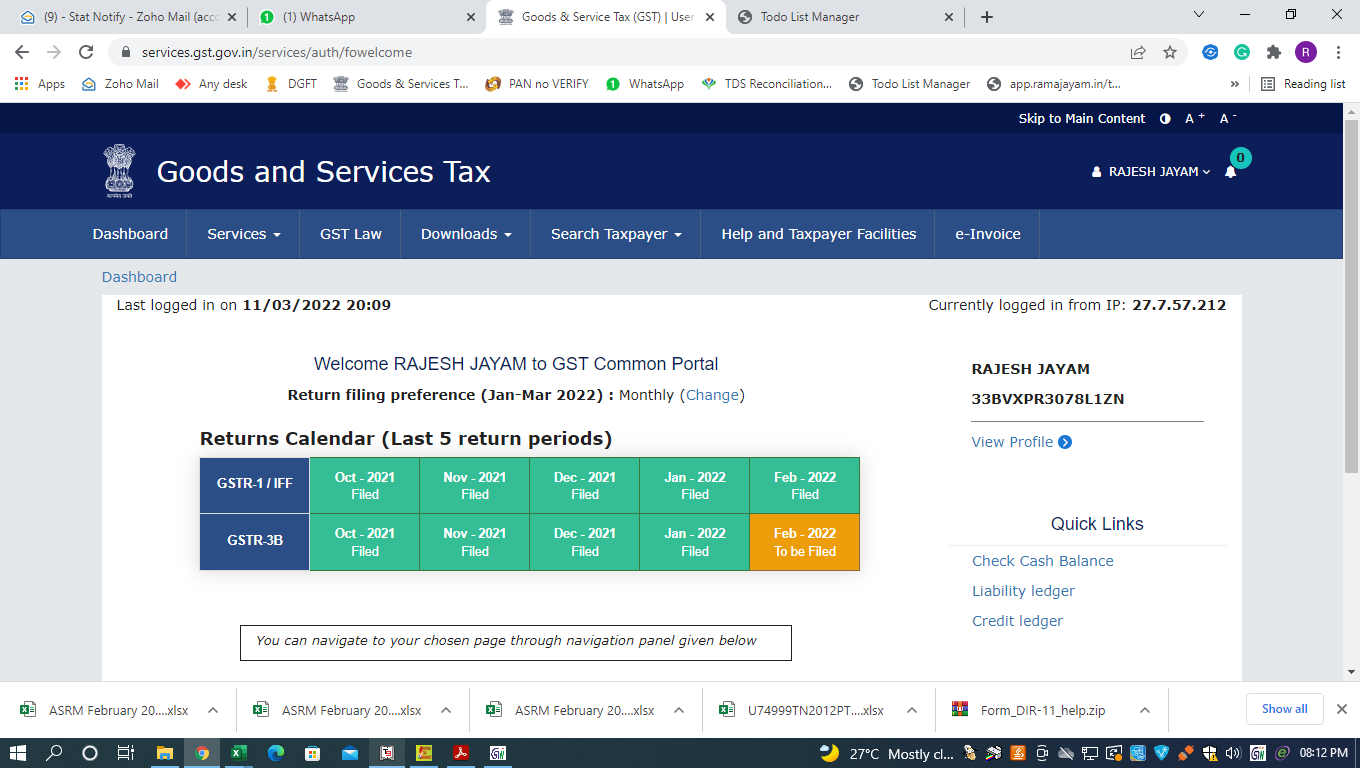 (9) - Stat Notify - Zoho Mail (acco
(1) WhatsApp
Goods & Service Tax (GST) | User
Todo List Manager
services.gst.gov.in/services/auth/fowelcome
R
Apps
Zoho Mail
Any desk
DGFT
Goods & Services T...
PAN no VERIFY
WhatsApp
TDS Reconciliation...
Todo List Manager
app.ramajayam.in/t...
»
Reading list
Skip to Main Content A + A -
Goods and Services Tax
RAJESH JAYAM
0
Dashboard
Services
GST Law
Downloads
Search Taxpayer
Help and Taxpayer Facilities
e-Invoice
Dashboard
Last logged in on 11/03/2022 20:09
Currently logged in from IP: 27.7.57.212
Welcome RAJESH JAYAM to GST Common Portal
Return filing preference (Jan-Mar 2022) : Monthly (Change)
RAJESH JAYAM
33BVXPR3078L1ZN
View Profile
Returns Calendar (Last 5 return periods)
GSTR-1 / IFF
Oct - 2021
Filed
Nov - 2021
Filed
Dec - 2021
Filed
Jan - 2022
Filed
Feb - 2022
Filed
GSTR-3B
Oct - 2021
Filed
Nov - 2021
Filed
Dec - 2021
Filed
Jan - 2022
Filed
Feb - 2022
To be Filed
Quick Links
Check Cash Balance
Liability ledger
Credit ledger
You can navigate to your chosen page through navigation panel given below
ASRM February 20....xlsx
ASRM February 20....xlsx
ASRM February 20....xlsx
U74999TN2012PT....xlsx
Form_DIR-11_help.zip
Show all
27°C Mostly cl...
08:12 PM